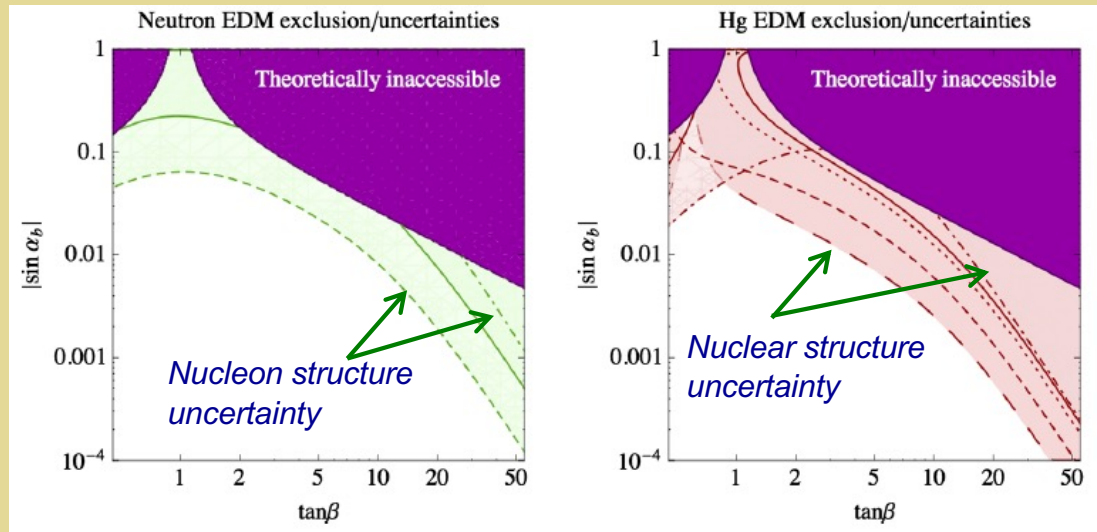 Neutron EDM exclusion/uncertainties
1
0.1
0.01
0.001
10⁻⁴
|sin α_b|
Theoretically inaccessible
Nucleon structure
uncertainty
1 2 5 10 20 50
tanβ
Hg EDM exclusion/uncertainties
1
0.1
0.01
0.001
10⁻⁴
|sin α_b|
Theoretically inaccessible
Nuclear structure
uncertainty
1 2 5 10 20 50
tanβ